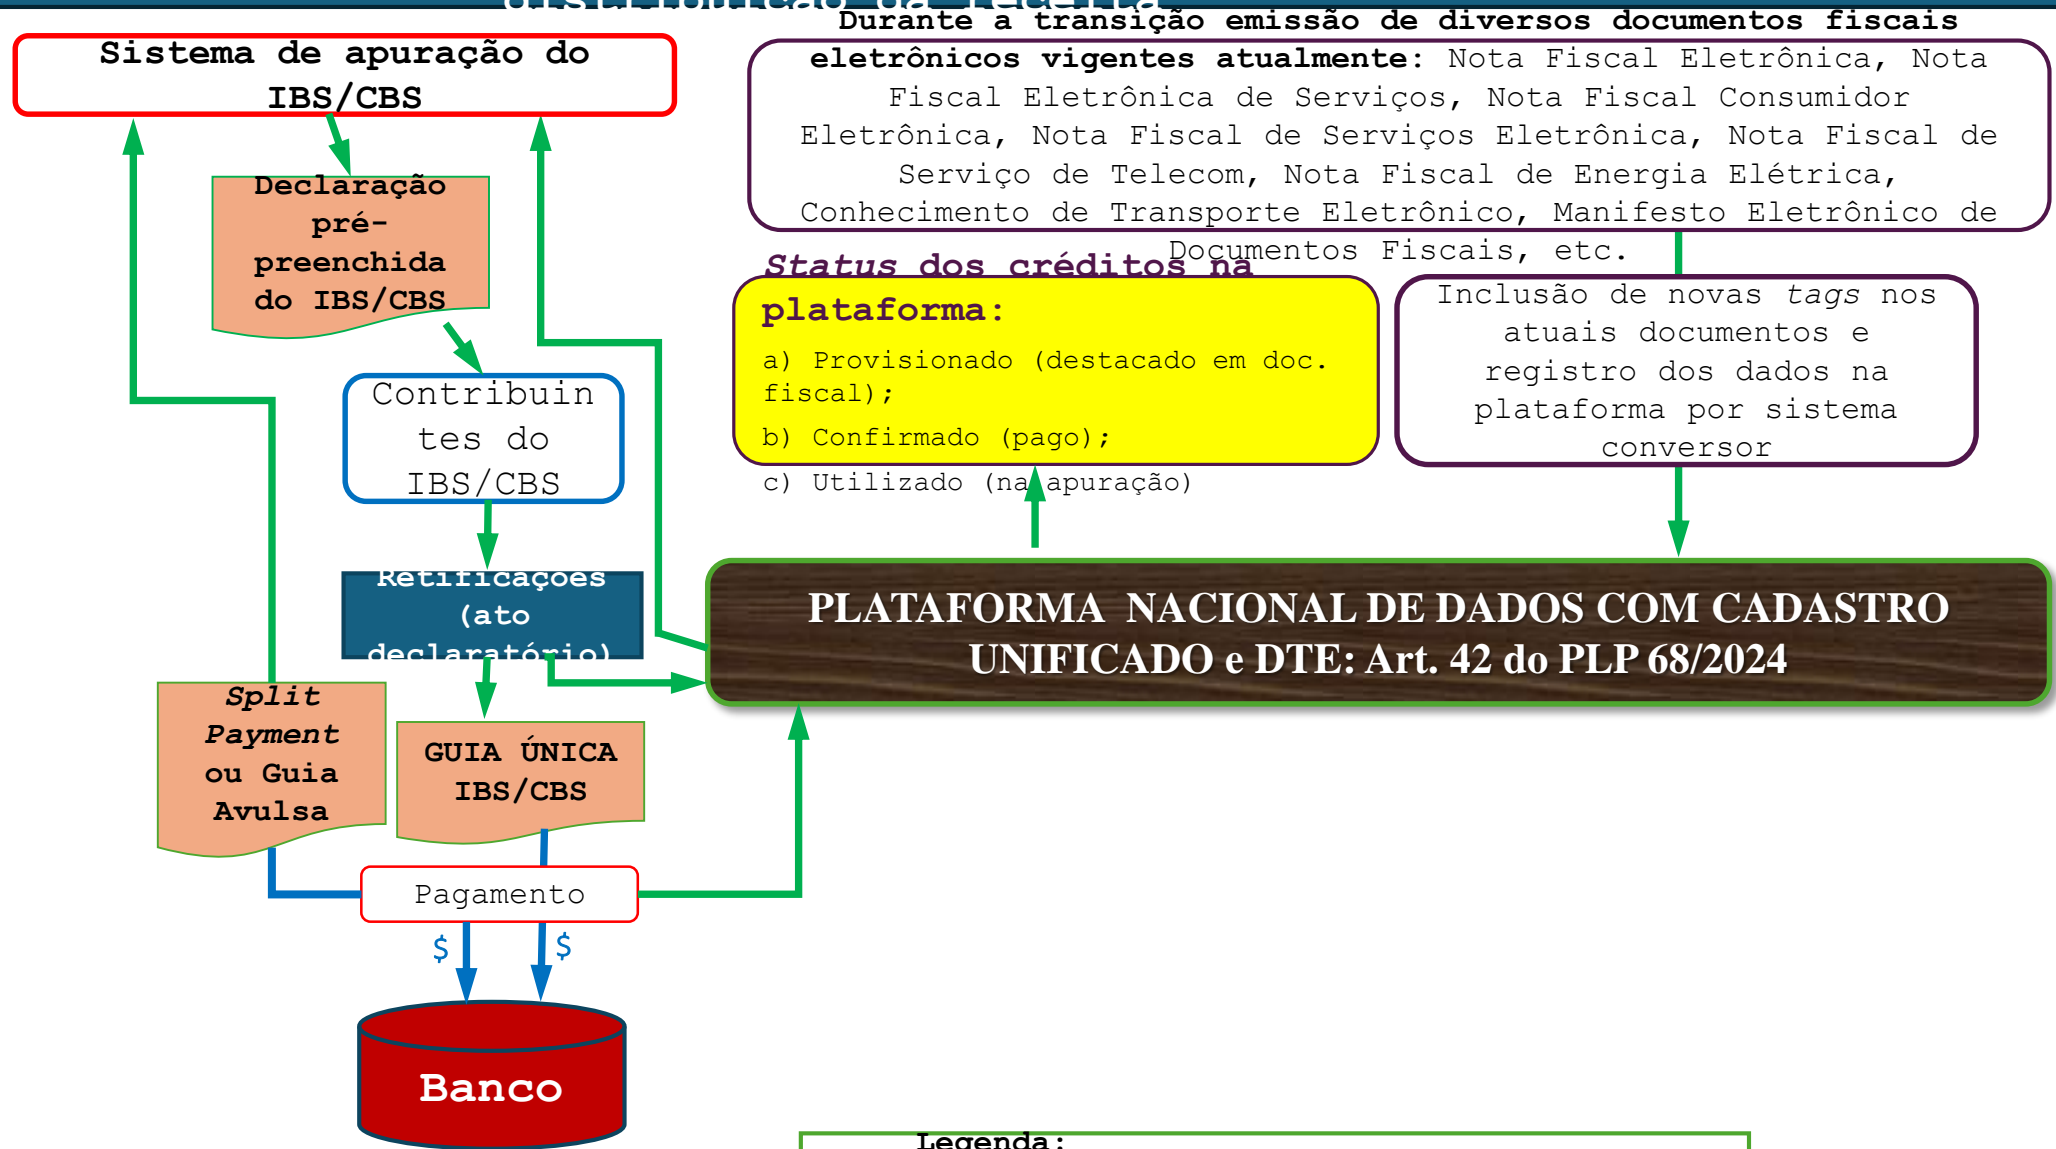 distribuição da receita
Sistema de apuração do
IBS/CBS
Declaração
pré-
preenchida
do IBS/CBS
Contribuin
tes do
IBS/CBS
Retificações
(ato
declaratório)
Split
Payment
ou Guia
Avulsa
GUIA ÚNICA
IBS/CBS
Pagamento
$
$
Banco
Durante a transição emissão de diversos documentos fiscais
eletrônicos vigentes atualmente: Nota Fiscal Eletrônica, Nota
Fiscal Eletrônica de Serviços, Nota Fiscal Consumidor
Eletrônica, Nota Fiscal de Serviços Eletrônica, Nota Fiscal de
Serviço de Telecom, Nota Fiscal de Energia Elétrica,
Conhecimento de Transporte Eletrônico, Manifesto Eletrônico de
Documentos Fiscais, etc.
Status dos créditos na
plataforma:
a) Provisionado (destacado em doc.
fiscal);
b) Confirmado (pago);
c) Utilizado (na apuração)
Inclusão de novas tags nos
atuais documentos e
registro dos dados na
plataforma por sistema
conversor
PLATAFORMA NACIONAL DE DADOS COM CADASTRO
UNIFICADO e DTE: Art. 42 do PLP 68/2024
Legenda: